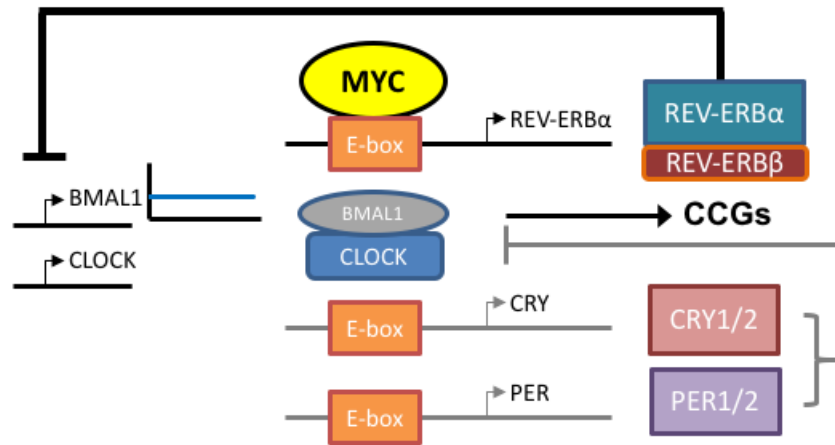 MYC
E-box
REV-ERBα
REV-ERBα
REV-ERBβ
BMAL1
BMAL1
CLOCK
CCGs
CLOCK
E-box
CRY
CRY1/2
E-box
PER
PER1/2